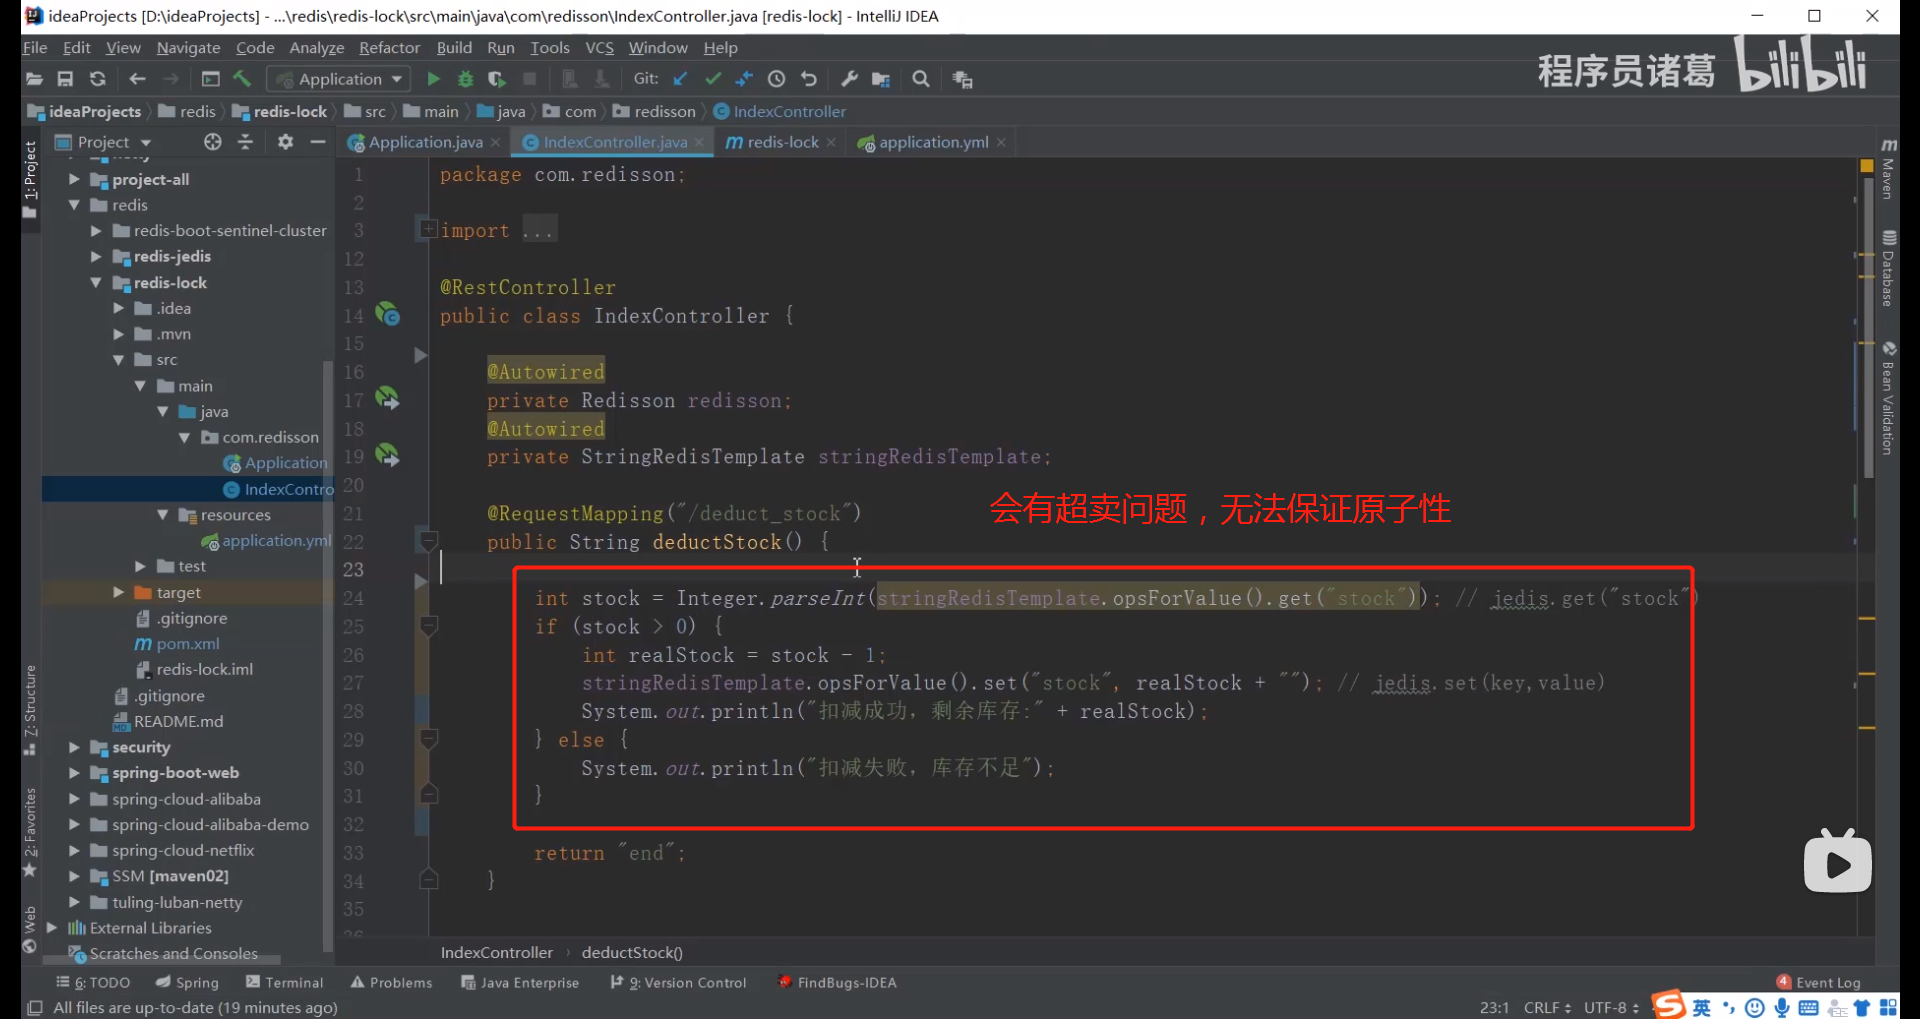 ideaProjects [D:\ideaProjects] - ...\redis\redis-lock\src\main\java\com\redisson\IndexController.java [redis-lock] - IntelliJ IDEA
File Edit View Navigate Code Analyze Refactor Build Run Tools VCS Window Help
Application Git:
程序员诸葛 bilibili
ideaProjects redis redis-lock src main java com redisson IndexController
Project
Application.java IndexController.java redis-lock application.yml
1: Project
project-all
redis
redis-boot-sentinel-cluster
redis-jedis
redis-lock
.idea
.mvn
src
main
java
com.redisson
Application
IndexContro
resources
application.yml
test
target
.gitignore
pom.xml
redis-lock.iml
.gitignore
README.md
security
spring-boot-web
spring-cloud-alibaba
spring-cloud-alibaba-demo
spring-cloud-netflix
SSM [maven02]
tuling-luban-netty
External Libraries
Scratches and Consoles
Z: Structure
2: Favorites
Web
1 package com.redisson;
2
3 import ...
12
13 @RestController
14 public class IndexController {
15
16 @Autowired
17 private Redisson redisson;
18 @Autowired
19 private StringRedisTemplate stringRedisTemplate;
20
21 @RequestMapping("/deduct_stock")
会有超卖问题，无法保证原子性
22 public String deductStock() {
23
24 int stock = Integer.parseInt(stringRedisTemplate.opsForValue().get("stock")); // jedis.get("stock")
25 if (stock > 0) {
26 int realStock = stock - 1;
27 stringRedisTemplate.opsForValue().set("stock", realStock + ""); // jedis.set(key,value)
28 System.out.println("扣减成功，剩余库存:" + realStock);
29 } else {
30 System.out.println("扣减失败，库存不足");
31 }
32
33 return "end";
34 }
35
Maven
Database
Bean Validation
IndexController deductStock()
6: TODO Spring Terminal Problems Java Enterprise 9: Version Control FindBugs-IDEA 4 Event Log
All files are up-to-date (19 minutes ago) 23:1 CRLF UTF-8 英